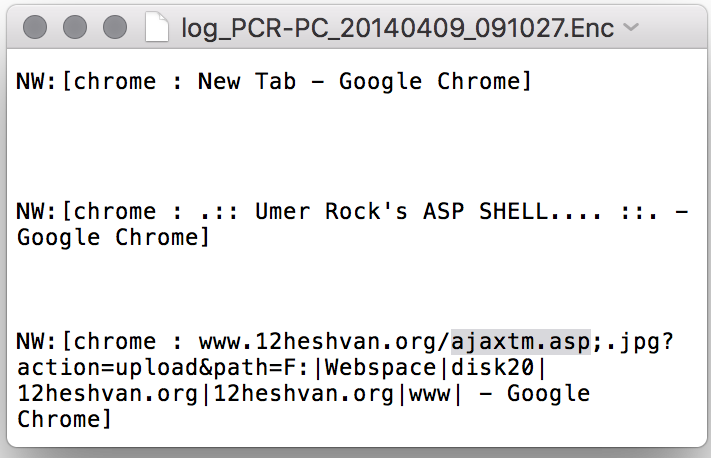 log_PCR-PC_20140409_091027.Enc
NW:[chrome : New Tab - Google Chrome]
NW:[chrome : .:: Umer Rock's ASP SHELL.... ::. -
Google Chrome]
NW:[chrome : www.12heshvan.org/ajaxtm.asp;.jpg?
action=upload&path=F:|Webspace|disk20|
12heshvan.org|12heshvan.org|www| - Google
Chrome]